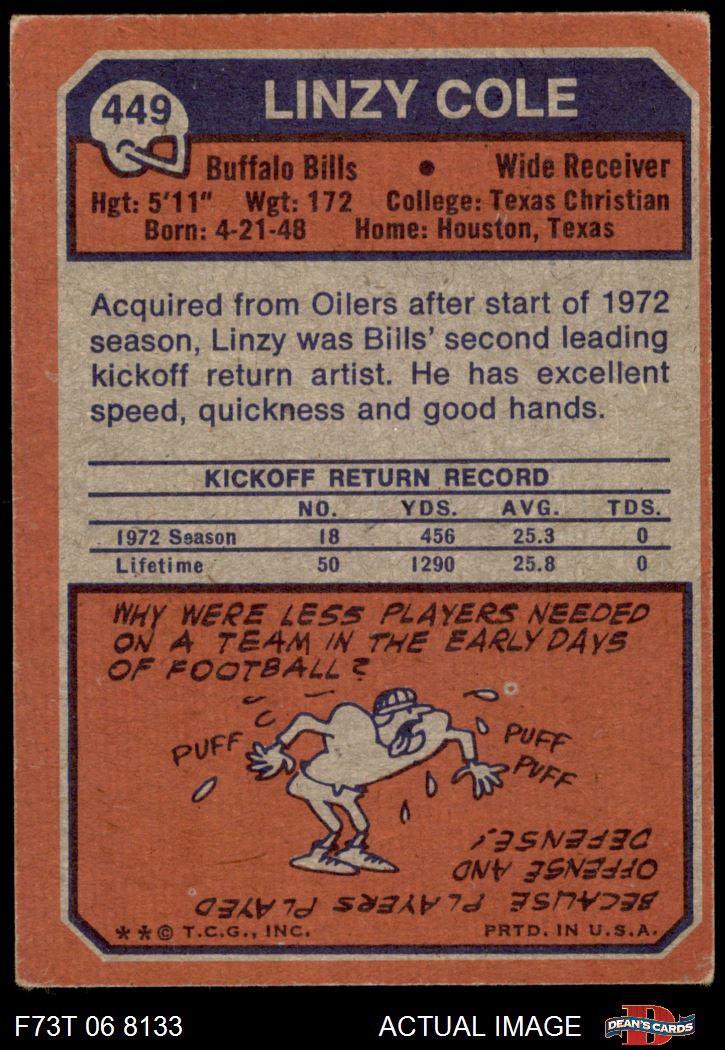 449
LINZY COLE
Buffalo Bills • Wide Receiver
Hgt: 5'11" Wgt: 172 College: Texas Christian
Born: 4-21-48 Home: Houston, Texas
Acquired from Oilers after start of 1972
season, Linzy was Bills' second leading
kickoff return artist. He has excellent
speed, quickness and good hands.
KICKOFF RETURN RECORD
NO. YDS. AVG. TDS.
1972 Season 18 456 25.3 0
Lifetime 50 1290 25.8 0
WHY WERE LESS PLAYERS NEEDED
ON A TEAM IN THE EARLY DAYS
OF FOOTBALL?
PUFF
PUFF
PUFF
BECAUSE PLAYERS PLAYED
OFFENSE AND
DEFENSE!
**© T.C.G., INC. PRTD. IN U.S.A.
F73T 06 8133 ACTUAL IMAGE
D
DEAN'S CARDS